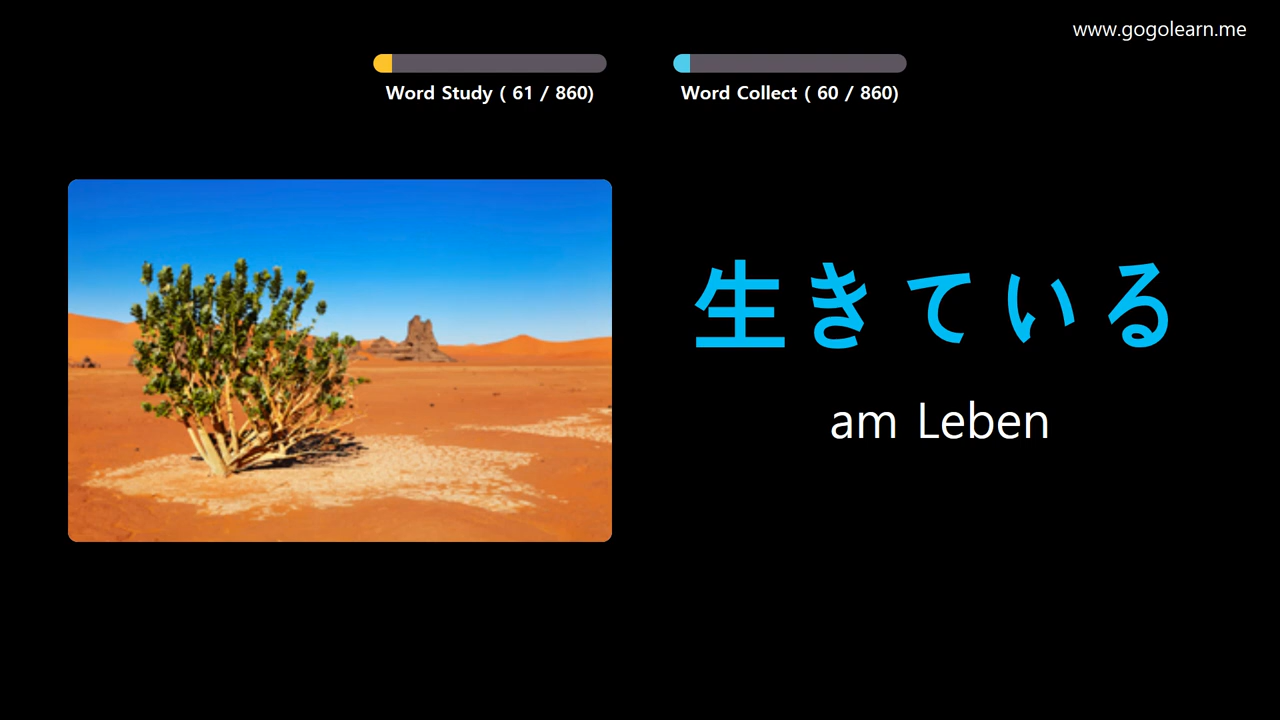 www.gogolearn.me
Word Study ( 61 / 860)
Word Collect ( 60 / 860)
生きている
am Leben